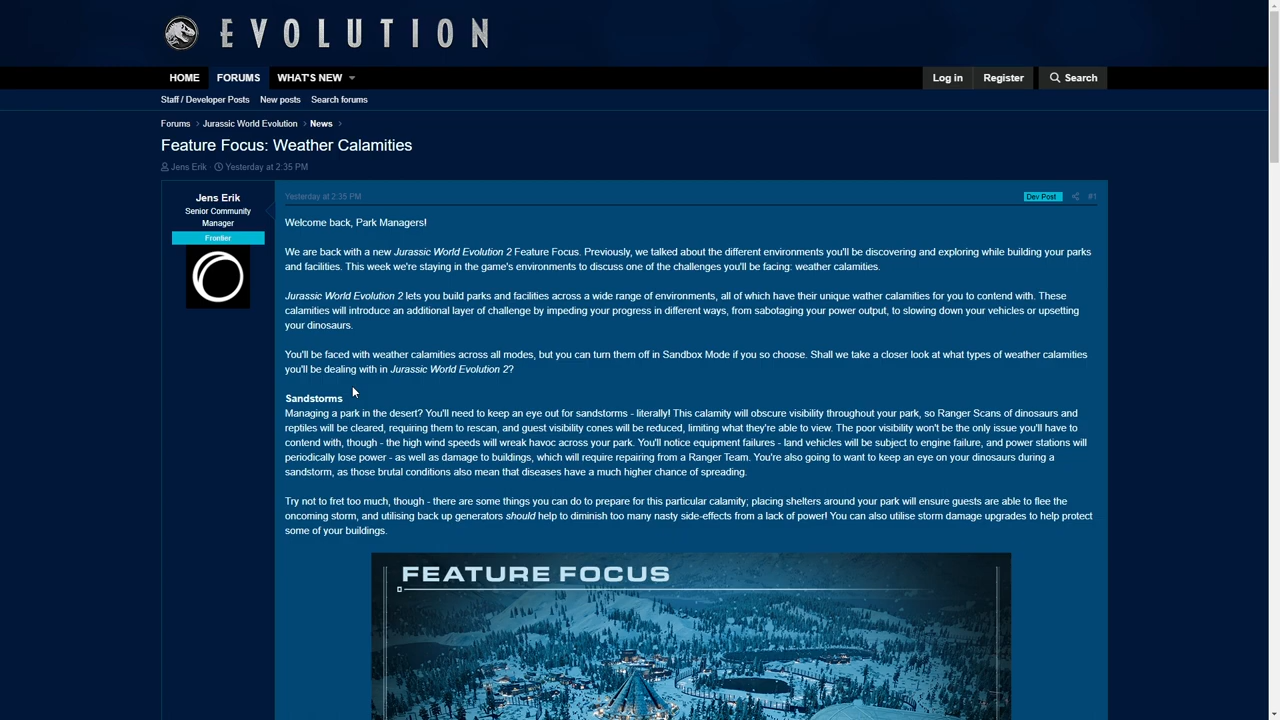 EVOLUTION
HOME FORUMS WHAT'S NEW Log in Register Search
Staff / Developer Posts New posts Search forums
Forums Jurassic World Evolution News
Feature Focus: Weather Calamities
Jens Erik Yesterday at 2:35 PM
Jens Erik
Senior Community
Manager
Frontier
Yesterday at 2:35 PM Dev Post #1
Welcome back, Park Managers!
We are back with a new Jurassic World Evolution 2 Feature Focus. Previously, we talked about the different environments you'll be discovering and exploring while building your parks
and facilities. This week we're staying in the game's environments to discuss one of the challenges you'll be facing: weather calamities.
Jurassic World Evolution 2 lets you build parks and facilities across a wide range of environments, all of which have their unique wather calamities for you to contend with. These
calamities will introduce an additional layer of challenge by impeding your progress in different ways, from sabotaging your power output, to slowing down your vehicles or upsetting
your dinosaurs.
You'll be faced with weather calamities across all modes, but you can turn them off in Sandbox Mode if you so choose. Shall we take a closer look at what types of weather calamities
you'll be dealing with in Jurassic World Evolution 2?
Sandstorms
Managing a park in the desert? You'll need to keep an eye out for sandstorms - literally! This calamity will obscure visibility throughout your park, so Ranger Scans of dinosaurs and
reptiles will be cleared, requiring them to rescan, and guest visibility cones will be reduced, limiting what they're able to view. The poor visibility won't be the only issue you'll have to
contend with, though - the high wind speeds will wreak havoc across your park. You'll notice equipment failures - land vehicles will be subject to engine failure, and power stations will
periodically lose power - as well as damage to buildings, which will require repairing from a Ranger Team. You're also going to want to keep an eye on your dinosaurs during a
sandstorm, as those brutal conditions also mean that diseases have a much higher chance of spreading.
Try not to fret too much, though - there are some things you can do to prepare for this particular calamity; placing shelters around your park will ensure guests are able to flee the
oncoming storm, and utilising back up generators should help to diminish too many nasty side-effects from a lack of power! You can also utilise storm damage upgrades to help protect
some of your buildings.
FEATURE FOCUS